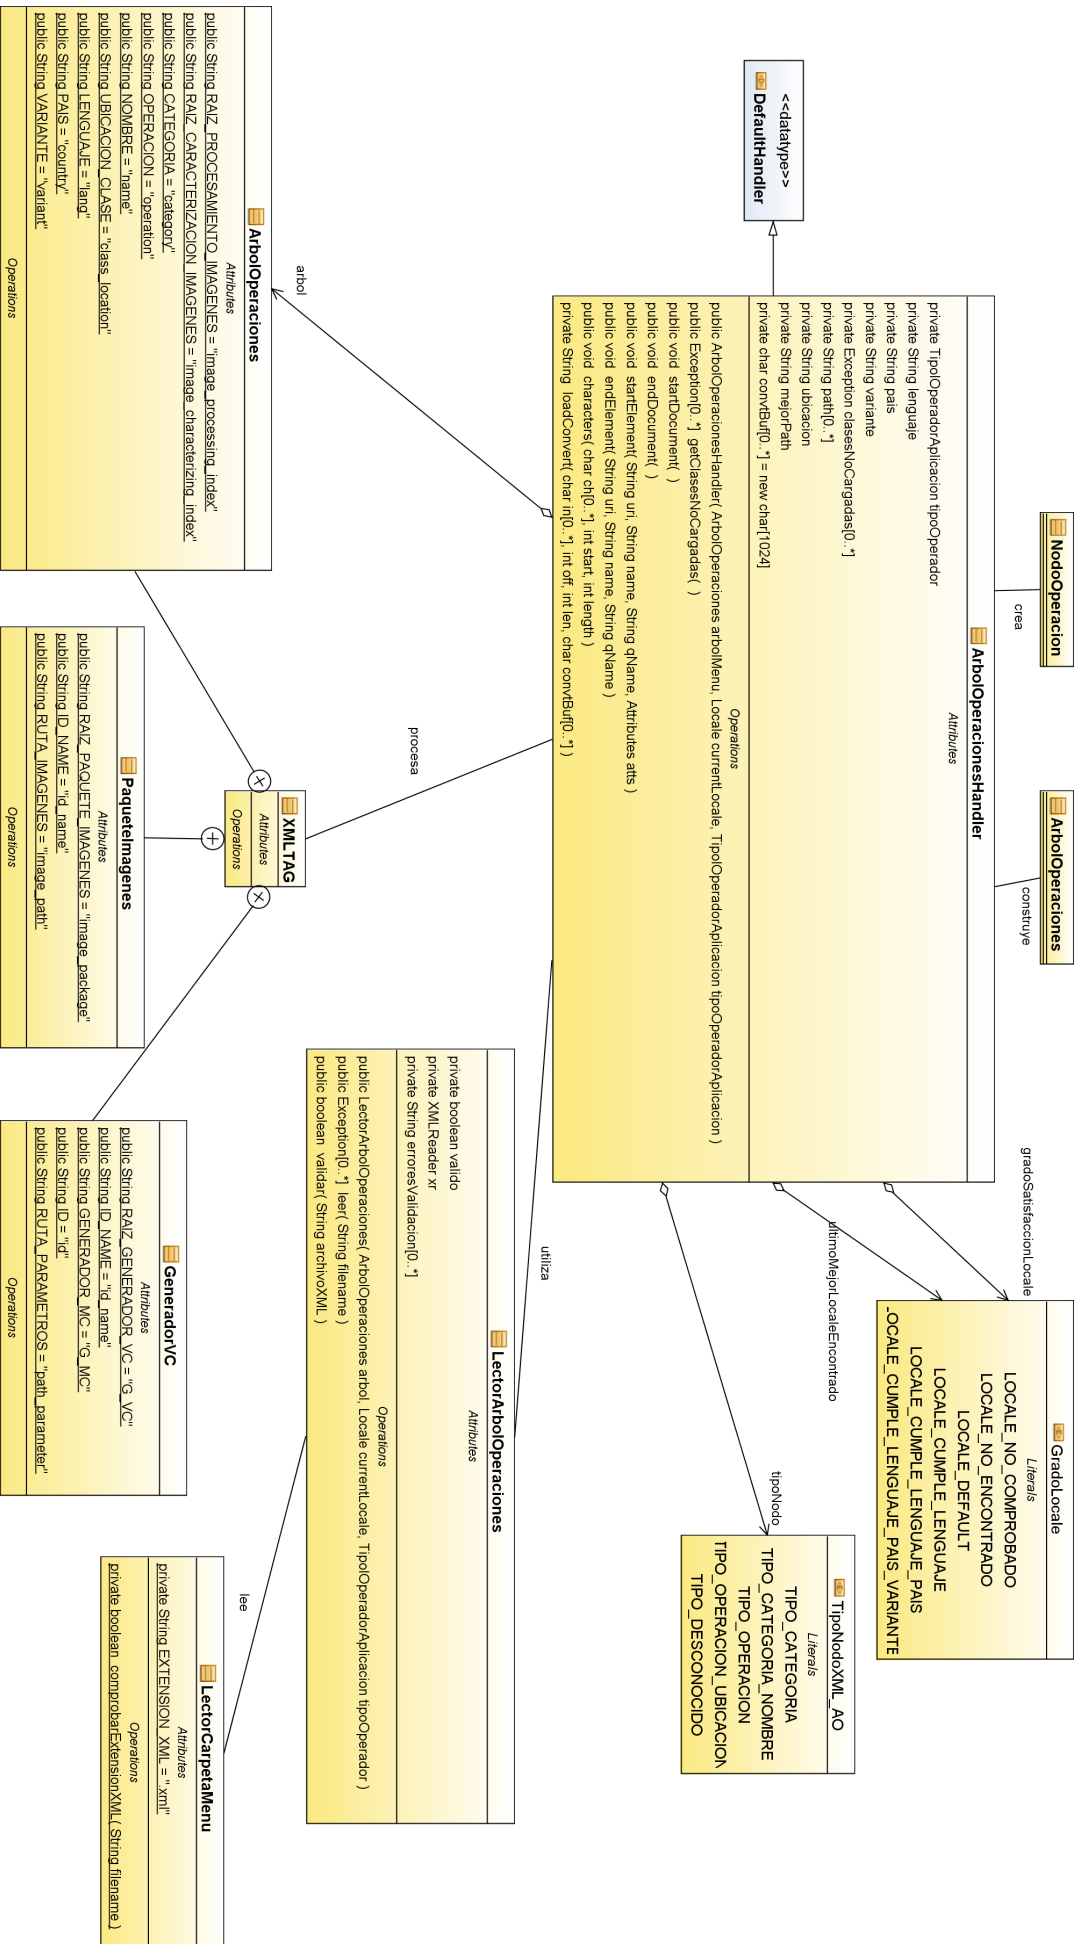 <<datatype>>
DefaultHandler
NodoOperacion
crea
ArbolOperaciones
construye
ArbolOperacionesHandler
Attributes
private TipolOperadorAplicacion tipoOperador
private String lenguaje
private String pais
private String variante
private Exception clasesNoCargadas[0..*]
private String path[0..*]
private String ubicacion
private String mejorPath
private char convtBuf[0..*] = new char[1024]
Operations
public ArbolOperacionesHandler( ArbolOperaciones arbolMenu, Locale currentLocale, TipolOperadorAplicacion tipoOperadorAplicacion )
public Exception[0..*] getClasesNoCargadas( )
public void startDocument( )
public void endDocument( )
public void startElement( String uri, String name, String qName, Attributes atts )
public void endElement( String uri, String name, String qName )
public void characters( char ch[0..*], int start, int length )
private String loadConvert( char in[0..*], int off, int len, char convtBuf[0..*] )
gradoSatisfaccionLocale
ultimoMejorLocaleEncontrado
GradoLocale
Literals
LOCALE_NO_COMPROBADO
LOCALE_NO_ENCONTRADO
LOCALE_DEFAULT
LOCALE_CUMPLE_LENGUAJE
LOCALE_CUMPLE_LENGUAJE_PAIS
LOCALE_CUMPLE_LENGUAJE_PAIS_VARIANTE
tipoNodo
TipoNodoXML_AO
Literals
TIPO_CATEGORIA
TIPO_CATEGORIA_NOMBRE
TIPO_OPERACION
TIPO_OPERACION_UBICACION
TIPO_DESCONOCIDO
arbol
ArbolOperaciones
Attributes
public String RAIZ_PROCESAMIENTO_IMAGENES = "image_processing_index"
public String RAIZ_CARACTERIZACION_IMAGENES = "image_characterizing_index"
public String CATEGORIA = "category"
public String OPERACION = "operation"
public String NOMBRE = "name"
public String UBICACION_CLASE = "class_location"
public String LENGUAJE = "lang"
public String PAIS = "country"
public String VARIANTE = "variant"
Operations
procesa
XMLTAG
Attributes
Operations
PaqueteImagenes
Attributes
public String RAIZ_PAQUETE_IMAGENES = "image_package"
public String ID_NAME = "id_name"
public String RUTA_IMAGENES = "image_path"
Operations
utiliza
LectorArbolOperaciones
Attributes
private boolean valido
private XMLReader xr
private String erroresValidacion[0..*]
Operations
public LectorArbolOperaciones( ArbolOperaciones arbol, Locale currentLocale, TipolOperadorAplicacion tipoOperador )
public Exception[0..*] leer( String filename )
public boolean validar( String archivoXML )
GeneradorVC
Attributes
public String RAIZ_GENERADOR_VC = "G_VC"
public String ID_NAME = "id_name"
public String GENERADOR_MC = "G_MC"
public String ID = "id"
public String RUTA_PARAMETROS = "path_parameter"
Operations
lee
LectorCarpetaMenu
Attributes
private String EXTENSION_XML = ".xml"
Operations
private boolean comprobarExtensionXML( String filename )